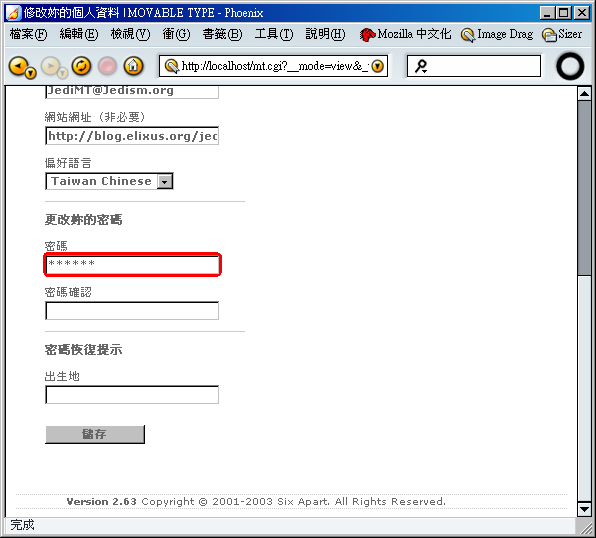 修改妳的個人資料 | MOVABLE TYPE - Phoenix
檔案(F) 編輯(E) 檢視(V) 衝(G) 書籤(B) 工具(T) 說明(H) Mozilla 中文化 Image Drag Sizer
http://localhost/mt.cgi?__mode=view&_
JediMT@Jedism.org
網站網址（非必要）
http://blog.elixus.org/jec
偏好語言
Taiwan Chinese
更改妳的密碼
密碼
******
密碼確認
密碼恢復提示
出生地
儲存
Version 2.63 Copyright © 2001-2003 Six Apart. All Rights Reserved.
完成